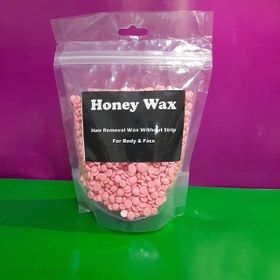 Honey Wax
Hair Removal Wax Without Strip
For Body & Face